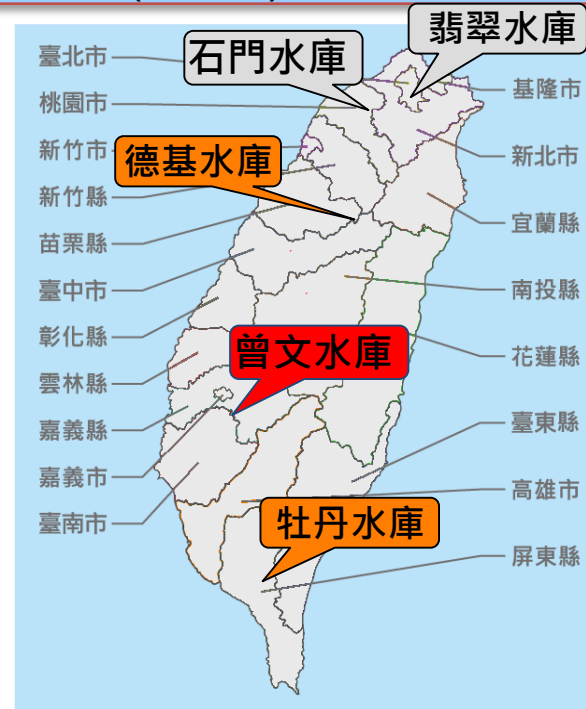 翡翠水庫
石門水庫
德基水庫
曾文水庫
牡丹水庫
臺北市
桃園市
新竹市
新竹縣
苗栗縣
臺中市
彰化縣
雲林縣
嘉義縣
嘉義市
臺南市
基隆市
新北市
宜蘭縣
南投縣
花蓮縣
臺東縣
高雄市
屏東縣